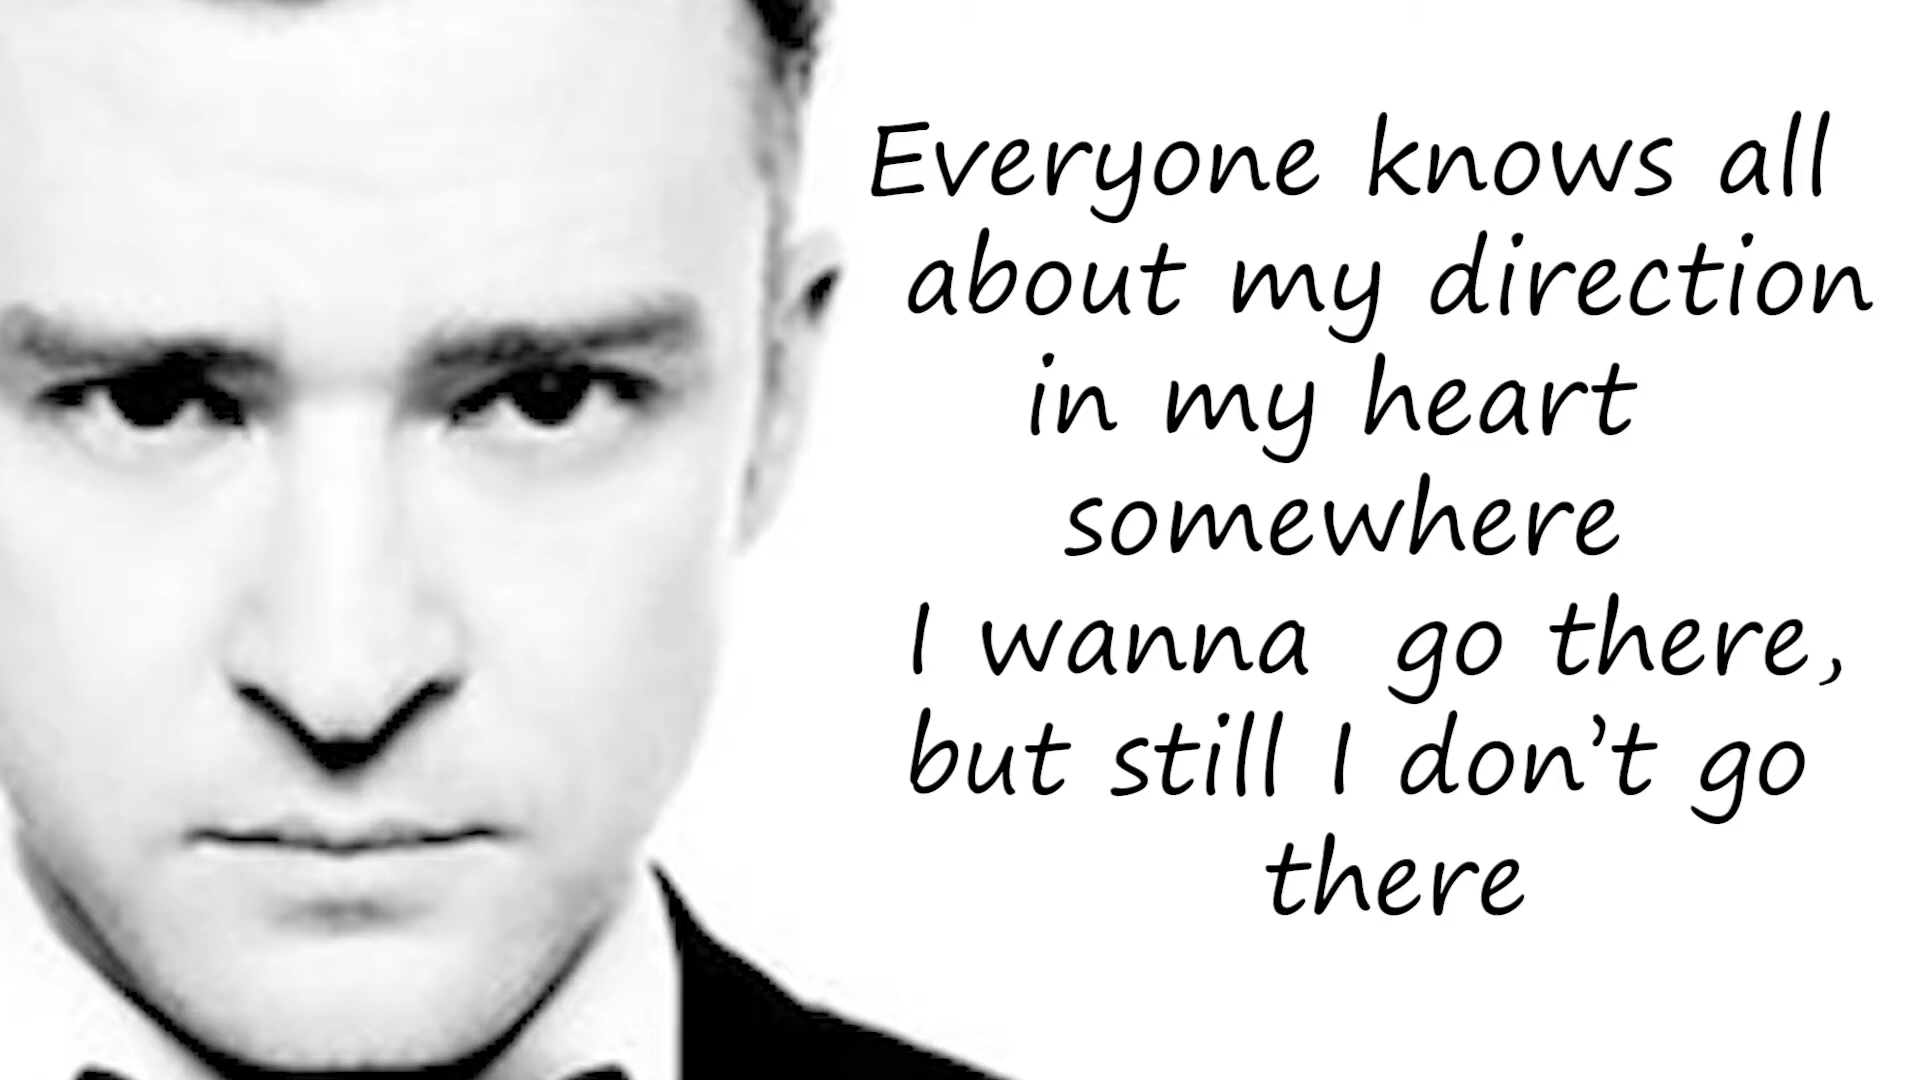 Everyone knows all
about my direction
in my heart
somewhere
I wanna  go there,
but still I don’t go
there